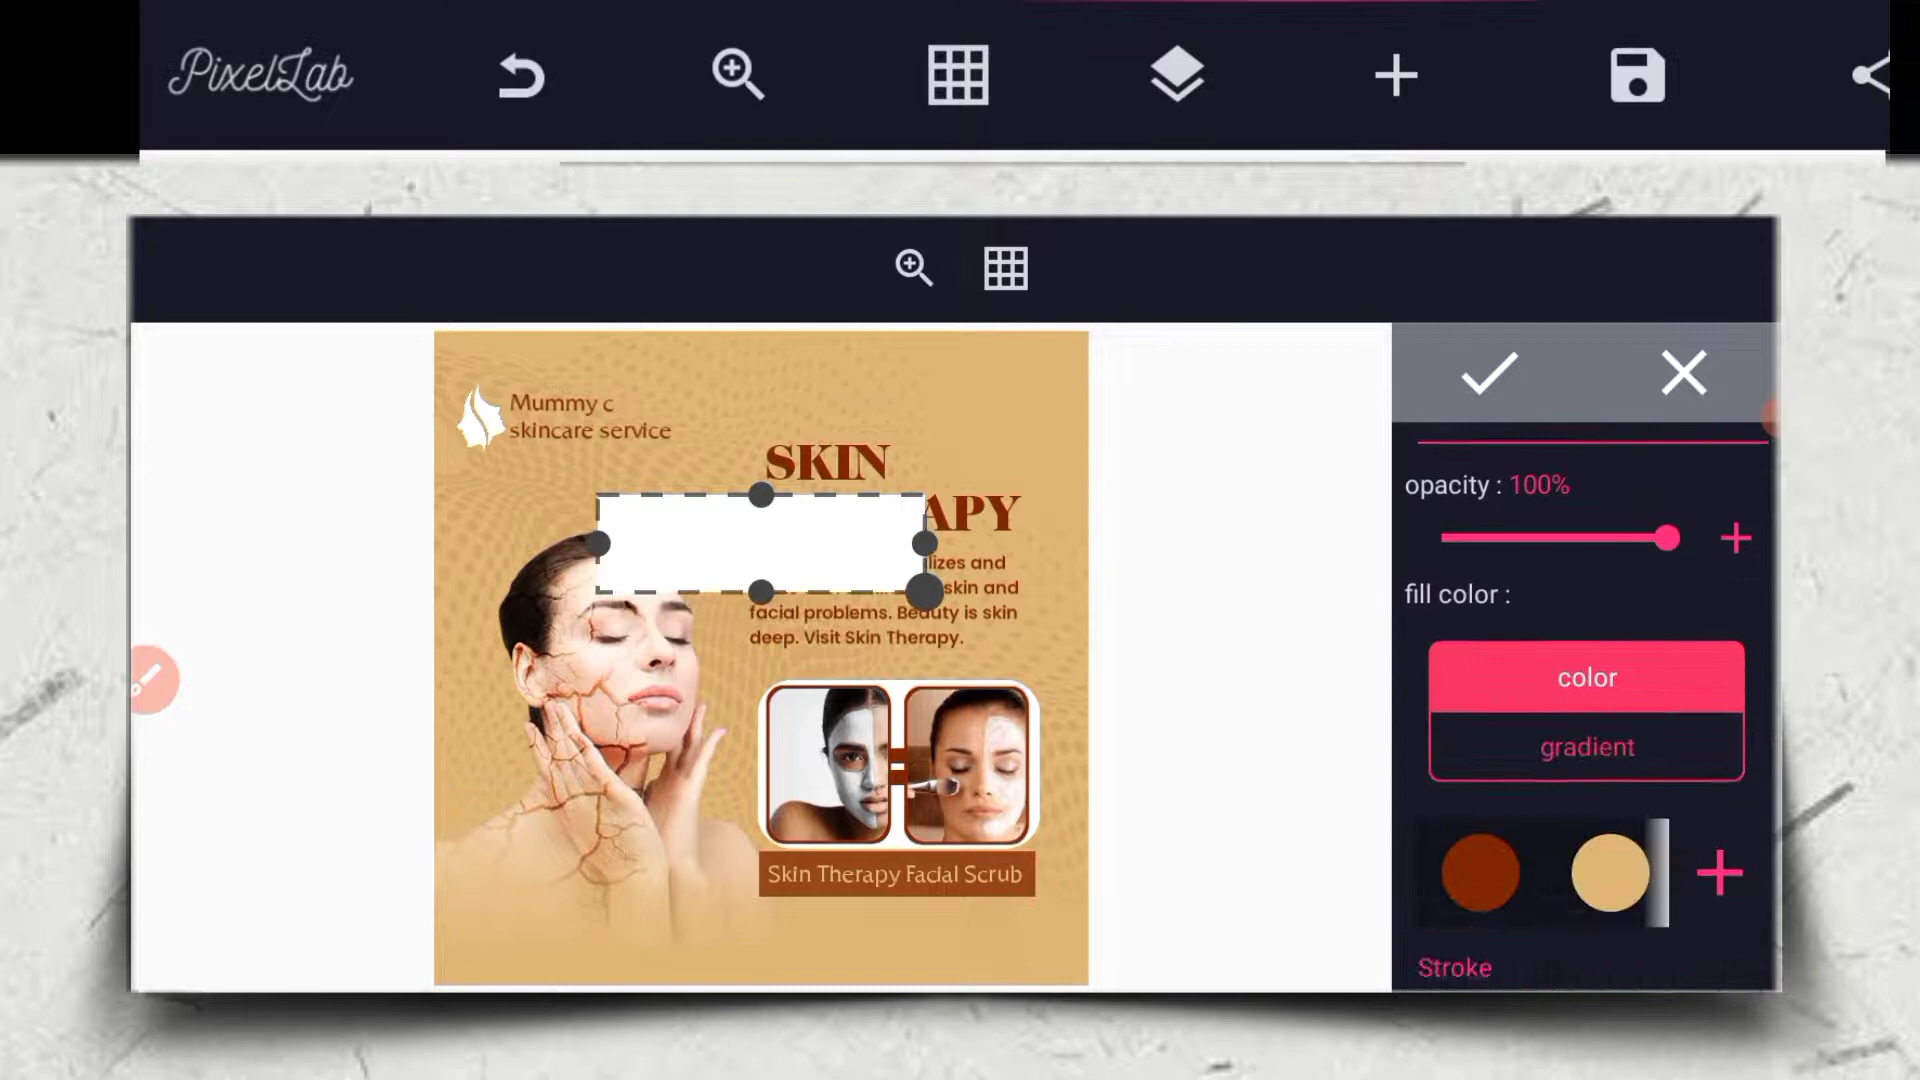 PixelLab
Mummy c
skincare service
SKIN
APY
lizes and
skin and
facial problems. Beauty is skin
deep. Visit Skin Therapy.
Skin Therapy Facial Scrub
opacity : 100%
fill color :
color
gradient
Stroke